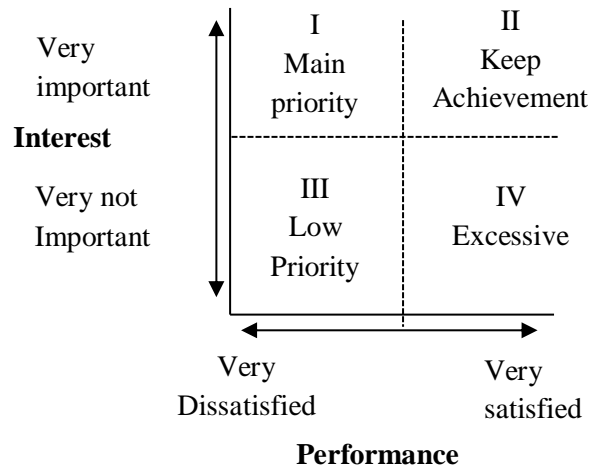 I
Main
priority
II
Keep
Achievement
Very
important
Interest
Very not
Important
III
Low
Priority
IV
Excessive
Very
Dissatisfied
Very
satisfied
Performance